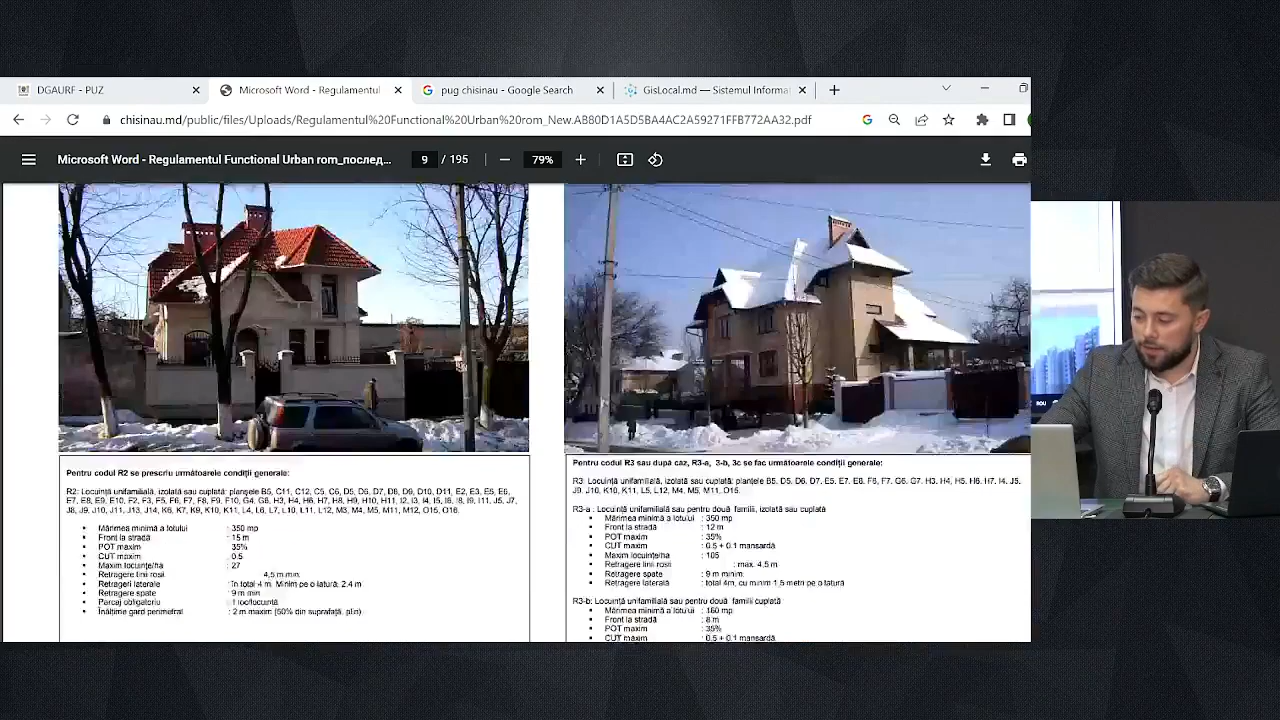 DGAURF - PUZ
Microsoft Word - Regulamentul
pug chisinau - Google Search
GisLocal.md — Sistemul Informa
chisinau.md/public/files/Uploads/Regulamentul%20Functional%20Urban%20rom_New.AB80D1A5D5BA4AC2A59271FFB772AA32.pdf
Microsoft Word - Regulamentul Functional Urban rom_послед...
9 / 195
79%
Pentru codul R2 se prescriu următoarele condiţii generale:
R2: Locuinţă unifamilială, izolată sau cuplată: planşele B5, C11, C12, C5, C6, D5, D6, D7, D8, D9, D10, D11, E2, E3, E5, E6,
E7, E8, E9, E10, F2, F3, F5, F6, F7, F8, F9, F10, G4, G8, H3, H4, H6, H7, H8, H9, H10, H11, I2, I3, I4, I5, I6, I8, I9, I11, J5, J7,
J8, J9, J10, J11, J13, J14, K6, K7, K9, K10, K11, L4, L6, L7, L10, L11, L12, M3, M4, M5, M11, M12, O15, O16.
Mărimea minimă a lotului : 350 mp
Front la stradă : 15 m
POT maxim : 35%
CUT maxim : 0.5
Maxim locuinţe/ha : 27
Retragere linii roşii 4,5 m min.
Retrageri laterale : în total 4m. Minim pe o latură, 2.4 m
Retragere spate : 9 m min
Parcaj obligatoriu : 1 loc/locuinţă
Înălţime gard perimetral : 2 m maxim (50% din suprafaţă, plin)
Pentru codul R3 sau după caz, R3-a, 3-b, 3c se fac următoarele condiţii generale:
R3: Locuinţă unifamilială, izolată sau cuplată: planşele B5, D5, D6, D7, E5, E7, E8, F6, F7, G6, G7, H3, H4, H5, H6, H7, I4, J5,
J9, J10, K10, K11, L5, L12, M4, M5, M11, O15.
R3-a : Locuinţă unifamilială sau pentru două familii, izolată sau cuplată
Mărimea minimă a lotului : 350 mp
Front la stradă : 12 m
POT maxim : 35%
CUT maxim : 0.5 + 0.1 mansardă
Maxim locuinţe/ha : 105
Retragere linii roşii : max. 4.5 m
Retragere spate : 9 m minim
Retragere laterală : total 4m, cu minim 1,5 metri pe o latură
R3-b: Locuinţă unifamilială sau pentru două familii cuplată
Mărimea minimă a lotului : 160 mp
Front la stradă : 8 m
POT maxim : 35%
CUT maxim : 0.5 + 0.1 mansardă
ROU